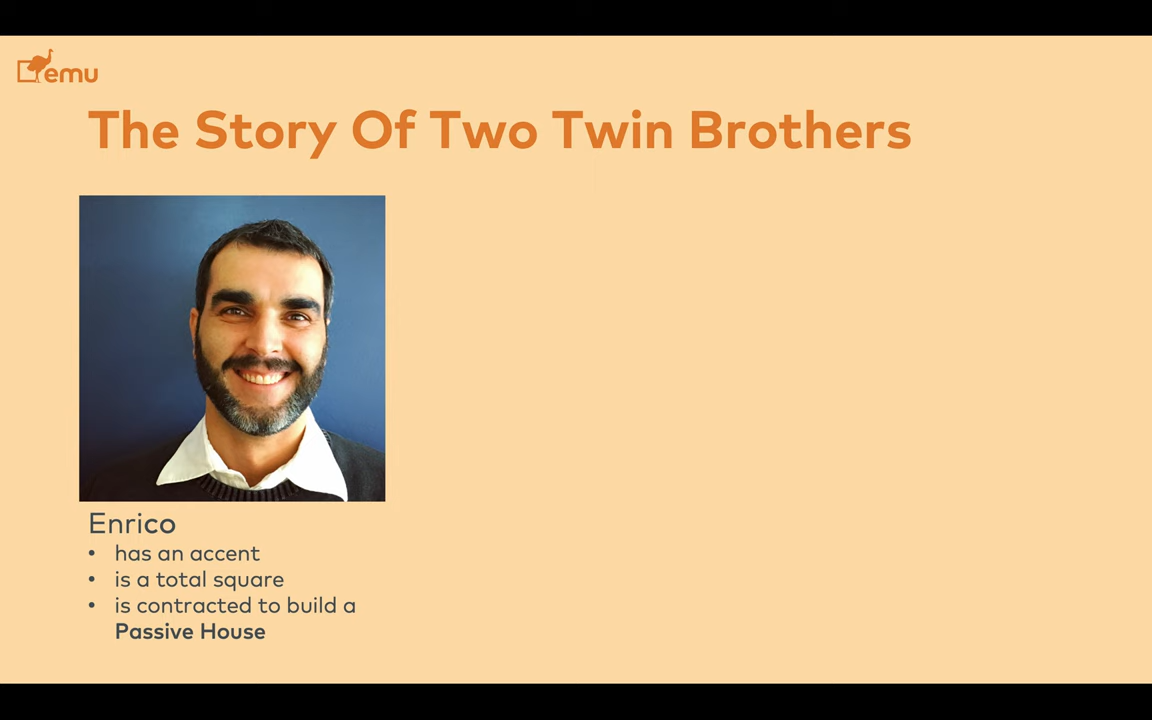 emu
The Story Of Two Twin Brothers
Enrico
• has an accent
• is a total square
• is contracted to build a
Passive House